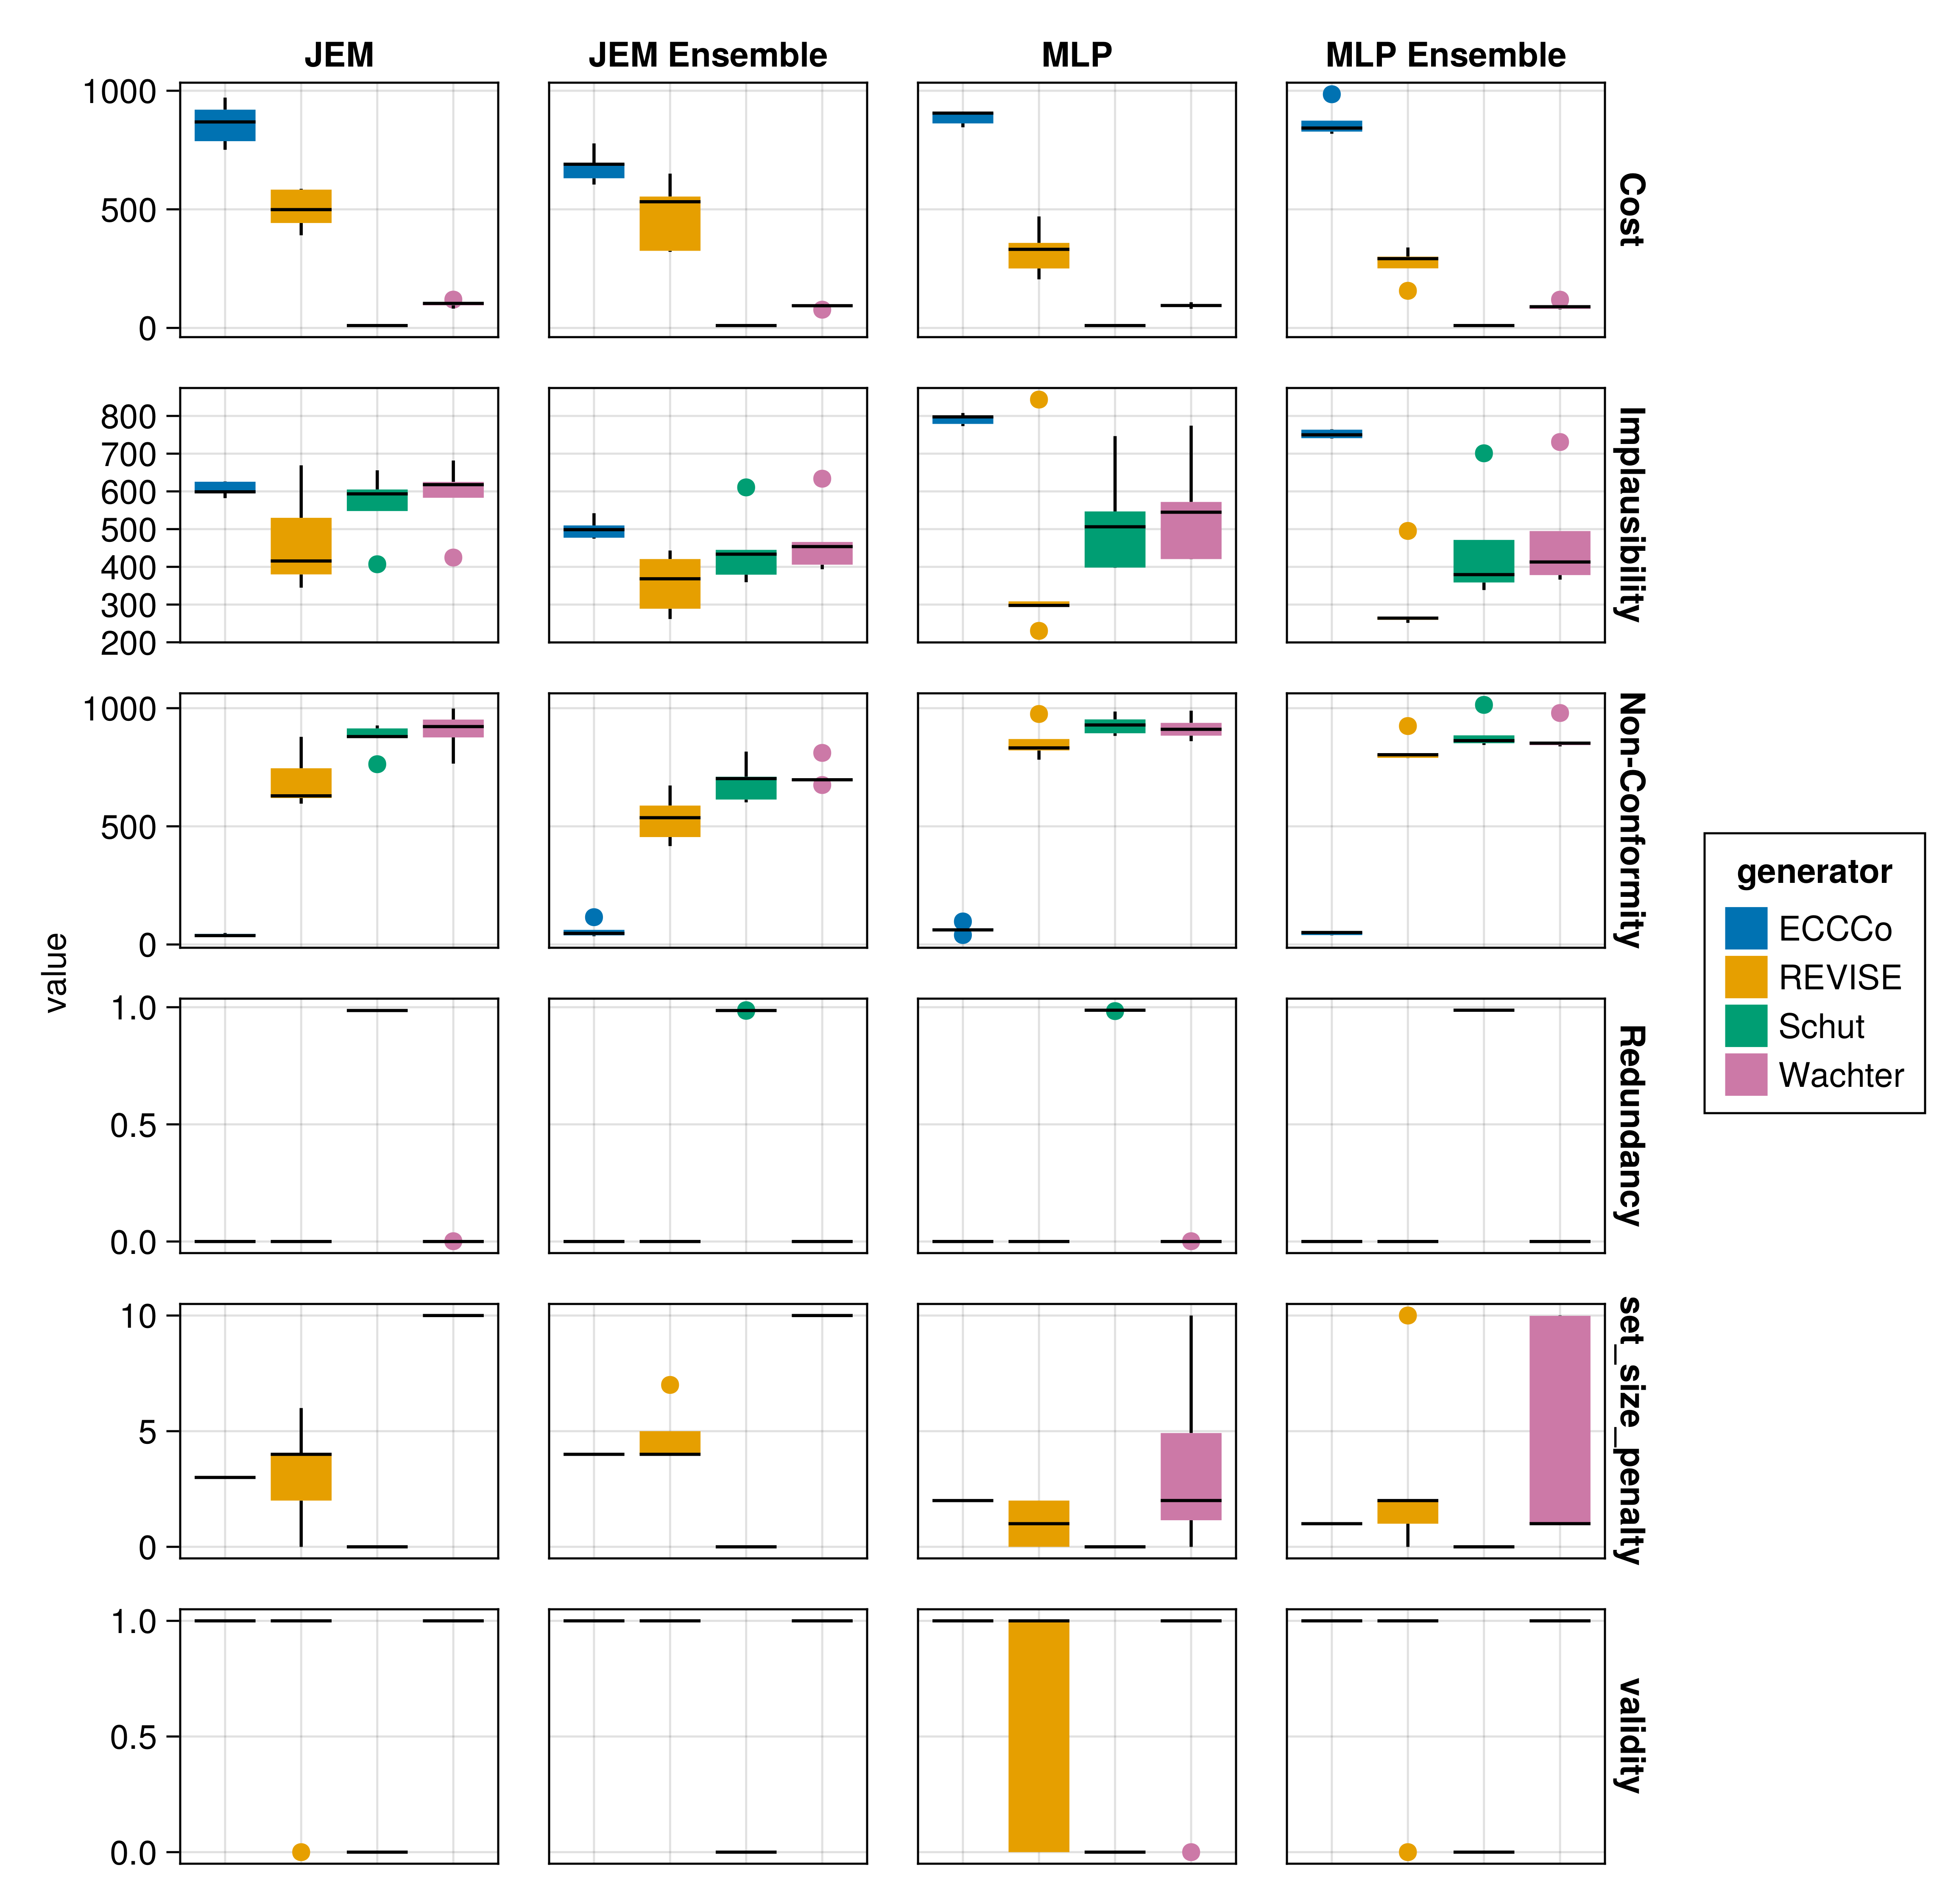 JEM JEM Ensemble MLP MLP Ensemble
1000
500
0
Cost
800
700
600
500
400
300
200
Implausibility
1000
500
0
Non-Conformity
value
1.0
0.5
0.0
Redundancy
10
5
0
set_size_penalty
1.0
0.5
0.0
validity
generator
ECCCo
REVISE
Schut
Wachter